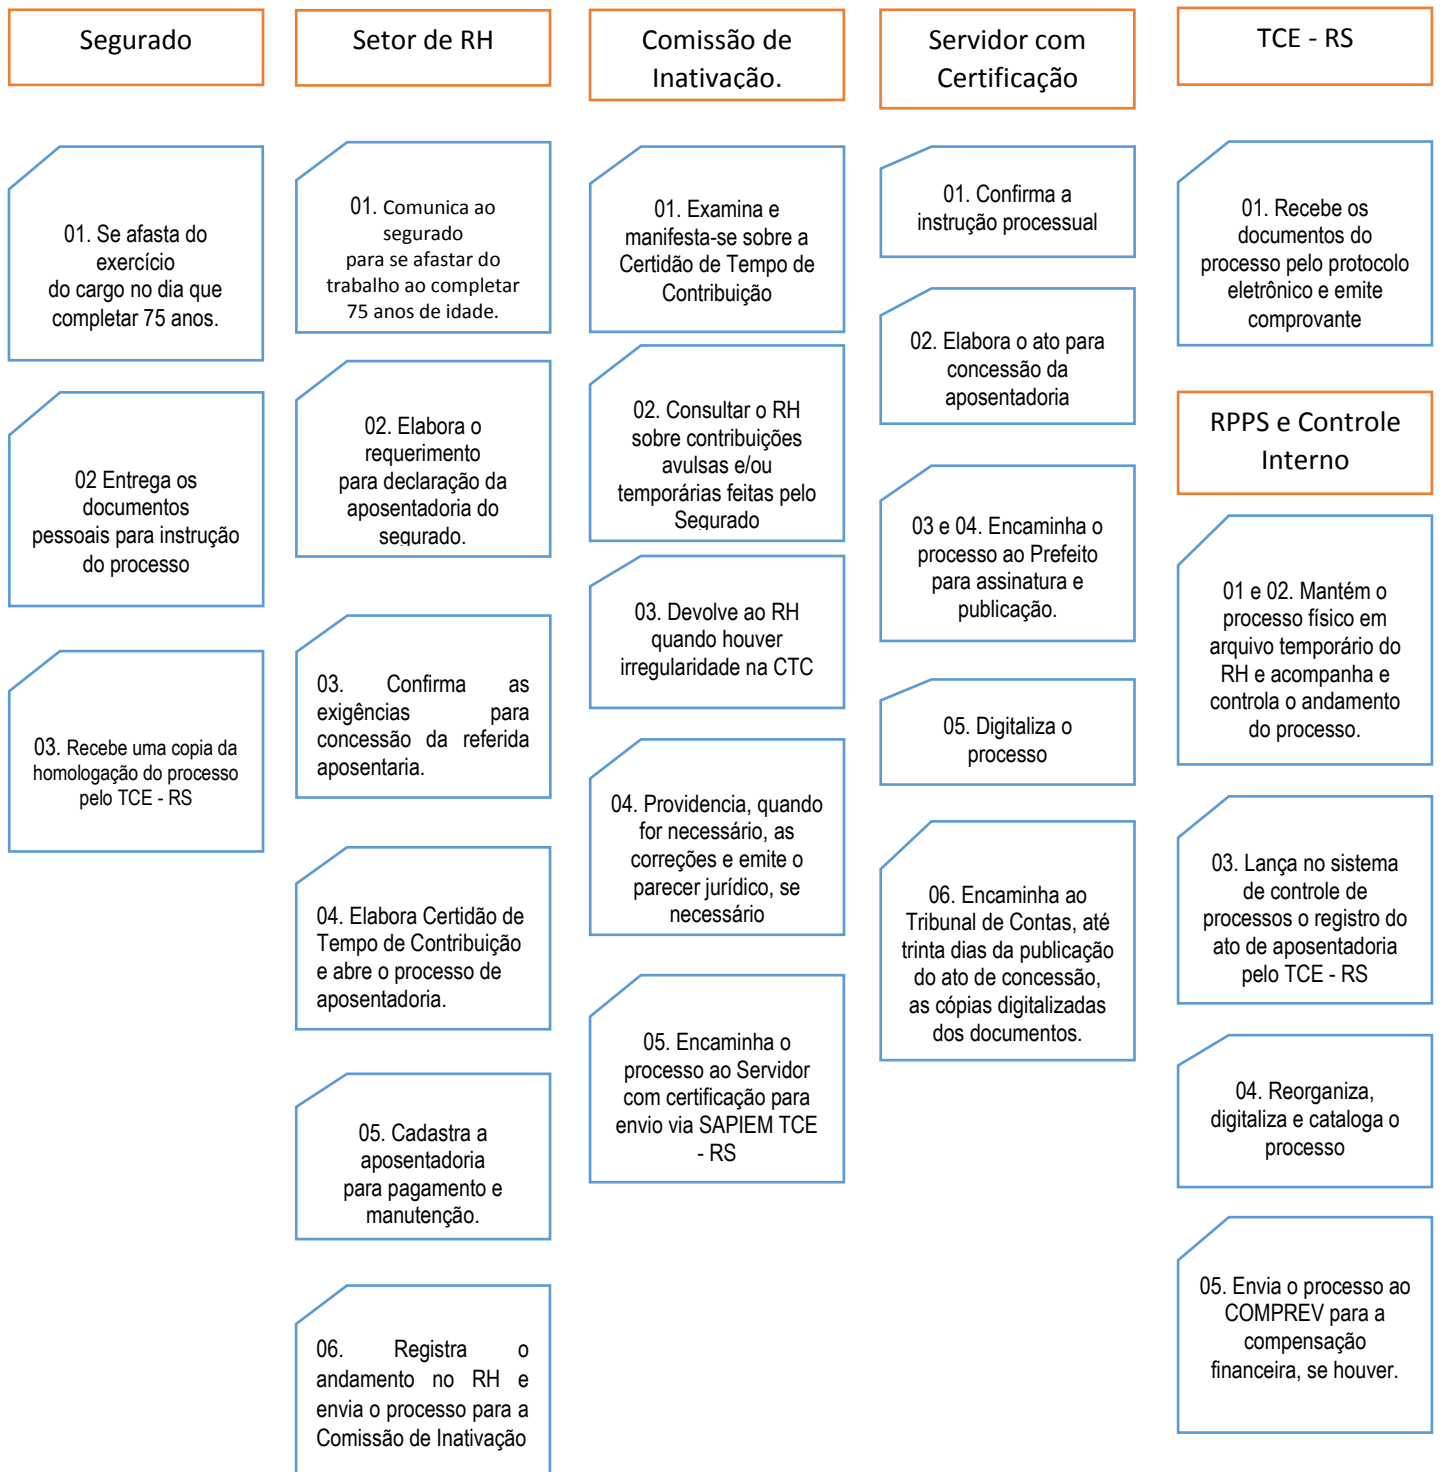 Segurado
01. Se afasta do
exercício
do cargo no dia que
completar 75 anos.
02 Entrega os
documentos
pessoais para instrução
do processo
03. Recebe uma copia da
homologação do processo
pelo TCE - RS
Setor de RH
01. Comunica ao
segurado
para se afastar do
trabalho ao completar
75 anos de idade.
02. Elabora o
requerimento
para declaração da
aposentadoria do
segurado.
03. Confirma as
exigências para
concessão da referida
aposentaria.
04. Elabora Certidão de
Tempo de Contribuição
e abre o processo de
aposentadoria.
05. Cadastra a
aposentadoria
para pagamento e
manutenção.
06. Registra o
andamento no RH e
envia o processo para a
Comissão de Inativação
Comissão de
Inativação.
01. Examina e
manifesta-se sobre a
Certidão de Tempo de
Contribuição
02. Consultar o RH
sobre contribuições
avulsas e/ou
temporárias feitas pelo
Segurado
03. Devolve ao RH
quando houver
irregularidade na CTC
04. Providencia, quando
for necessário, as
correções e emite o
parecer jurídico, se
necessário
05. Encaminha o
processo ao Servidor
com certificação para
envio via SAPIEM TCE
- RS
Servidor com
Certificação
01. Confirma a
instrução processual
02. Elabora o ato para
concessão da
aposentadoria
03 e 04. Encaminha o
processo ao Prefeito
para assinatura e
publicação.
05. Digitaliza o
processo
06. Encaminha ao
Tribunal de Contas, até
trinta dias da publicação
do ato de concessão,
as cópias digitalizadas
dos documentos.
TCE - RS
01. Recebe os
documentos do
processo pelo protocolo
eletrônico e emite
comprovante
RPPS e Controle
Interno
01 e 02. Mantém o
processo físico em
arquivo temporário do
RH e acompanha e
controla o andamento
do processo.
03. Lança no sistema
de controle de
processos o registro do
ato de aposentadoria
pelo TCE - RS
04. Reorganiza,
digitaliza e cataloga o
processo
05. Envia o processo ao
COMPREV para a
compensação
financeira, se houver.